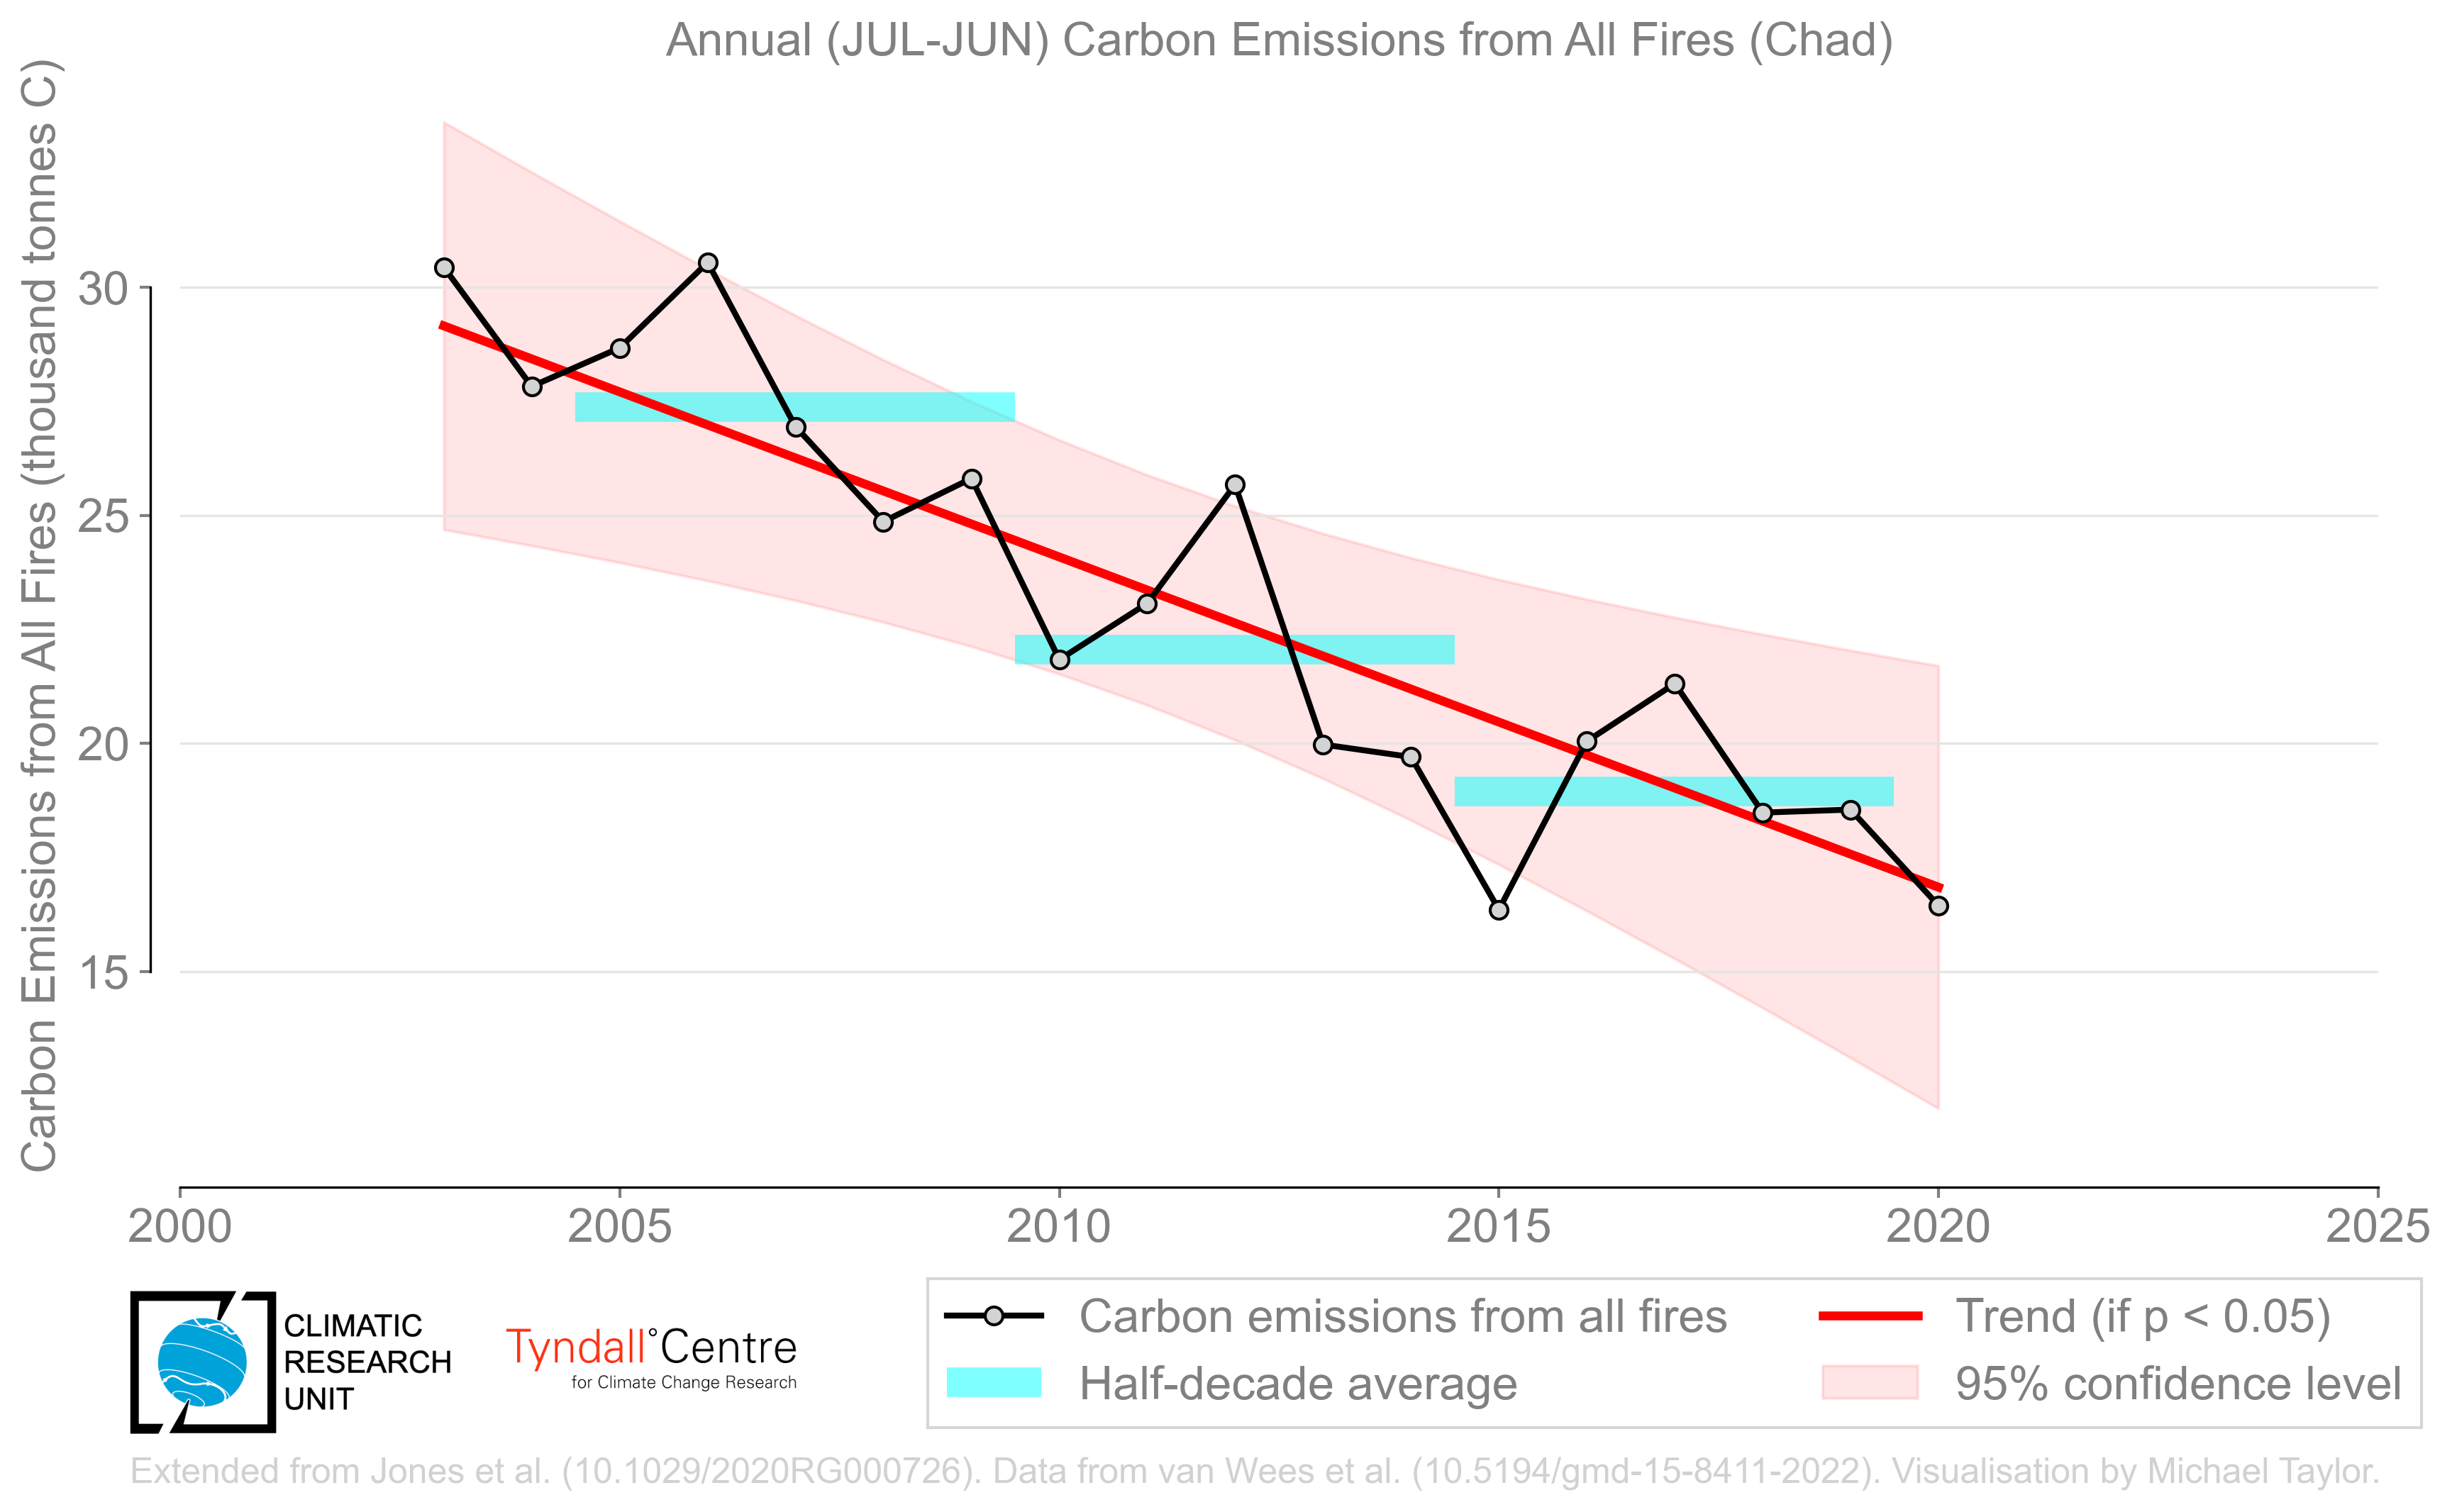 Annual (JUL-JUN) Carbon Emissions from All Fires (Chad)
Carbon Emissions from All Fires (thousand tonnes C)
30
25
20
15
2000 2005 2010 2015 2020 2025
CLIMATIC
RESEARCH
UNIT
Tyndall°Centre
for Climate Change Research
Carbon emissions from all fires
Half-decade average
Trend (if p < 0.05)
95% confidence level
Extended from Jones et al. (10.1029/2020RG000726). Data from van Wees et al. (10.5194/gmd-15-8411-2022). Visualisation by Michael Taylor.